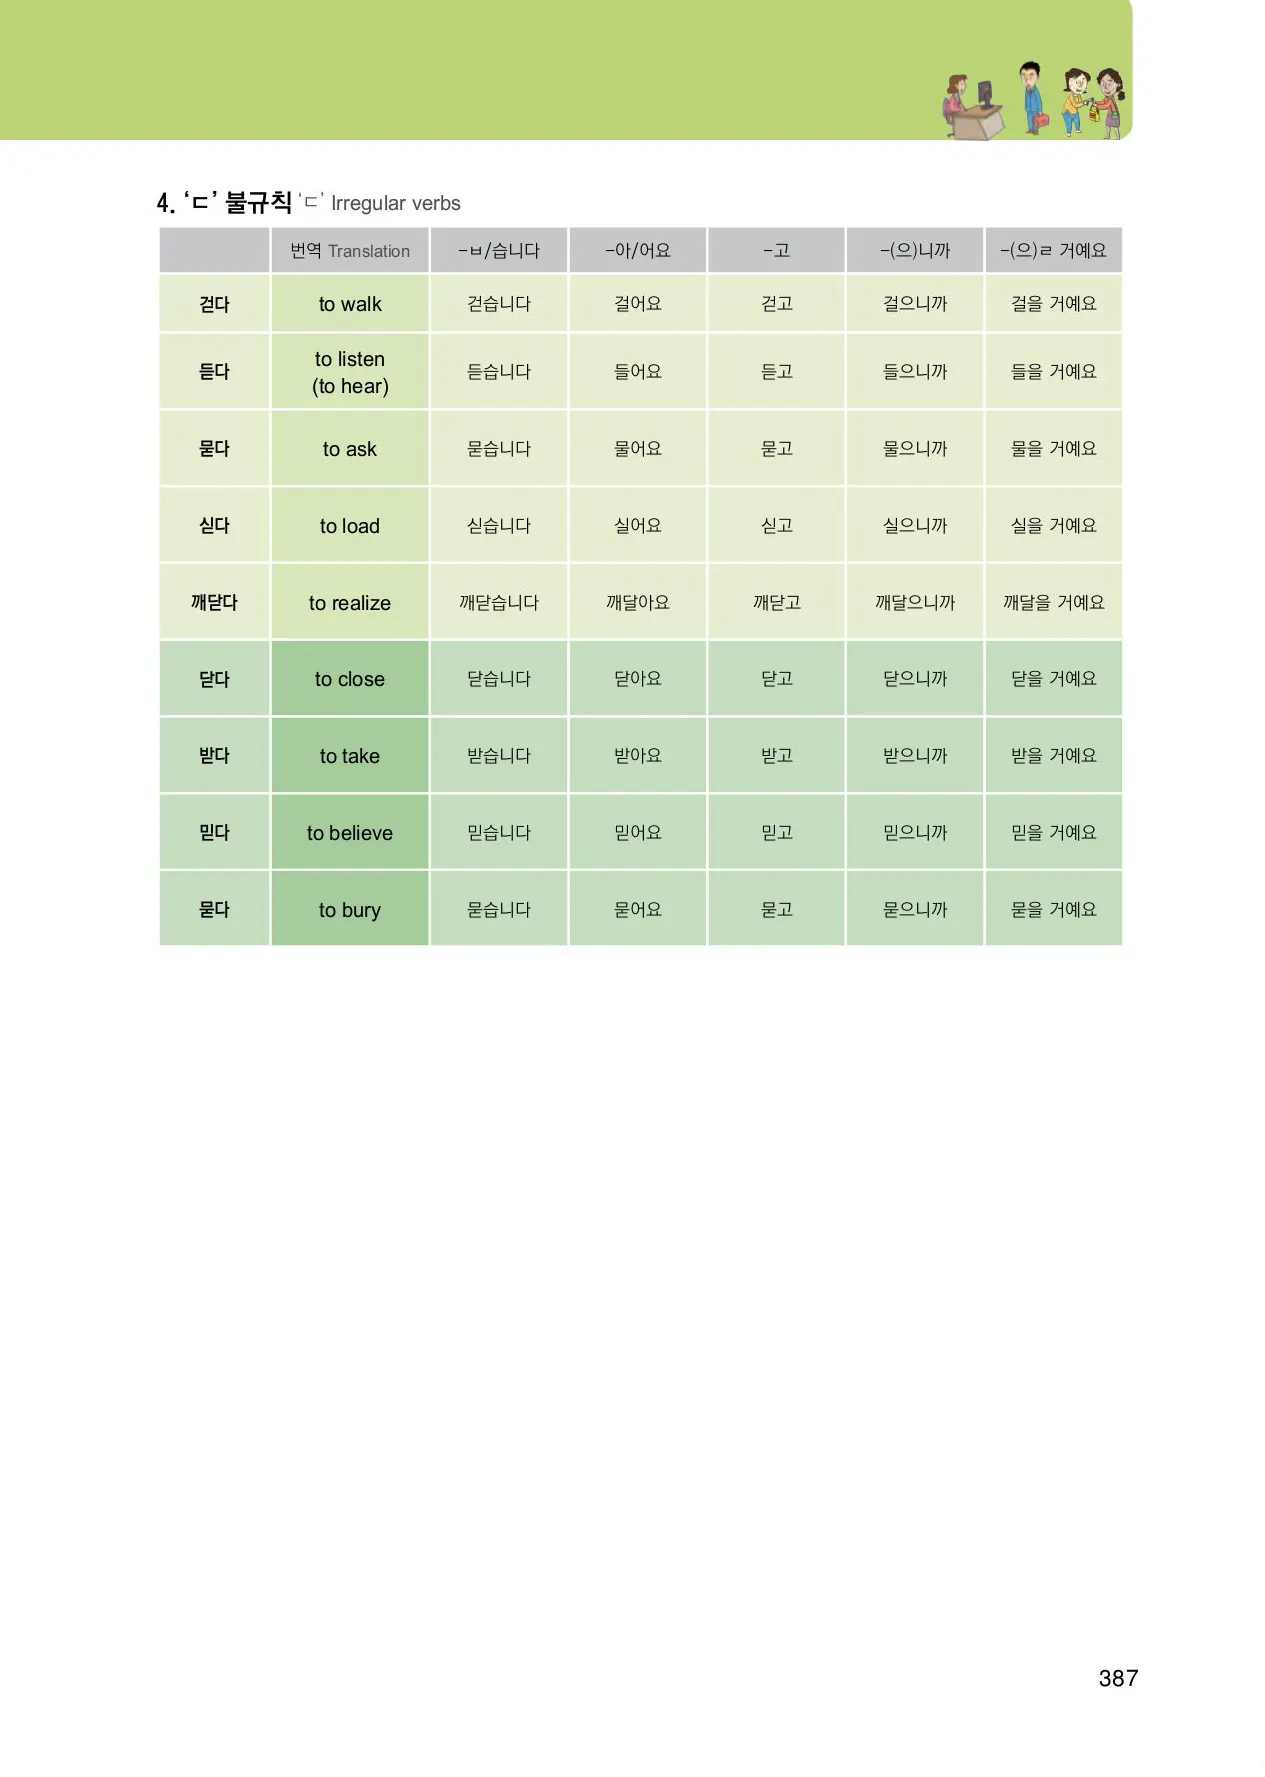 4. ‘ㄷ’ 불규칙 ‘ㄷ’ Irregular verbs
번역 Translation -ㅂ/습니다 -아/어요 -고 -(으)니까 -(으)ㄹ 거예요
걷다 to walk 걷습니다 걸어요 걷고 걸으니까 걸을 거예요
듣다 to listen (to hear) 듣습니다 들어요 듣고 들으니까 들을 거예요
묻다 to ask 묻습니다 물어요 묻고 물으니까 물을 거예요
싣다 to load 싣습니다 실어요 싣고 실으니까 실을 거예요
깨닫다 to realize 깨닫습니다 깨달아요 깨닫고 깨달으니까 깨달을 거예요
닫다 to close 닫습니다 닫아요 닫고 닫으니까 닫을 거예요
받다 to take 받습니다 받아요 받고 받으니까 받을 거예요
믿다 to believe 믿습니다 믿어요 믿고 믿으니까 믿을 거예요
묻다 to bury 묻습니다 묻어요 묻고 묻으니까 묻을 거예요
387